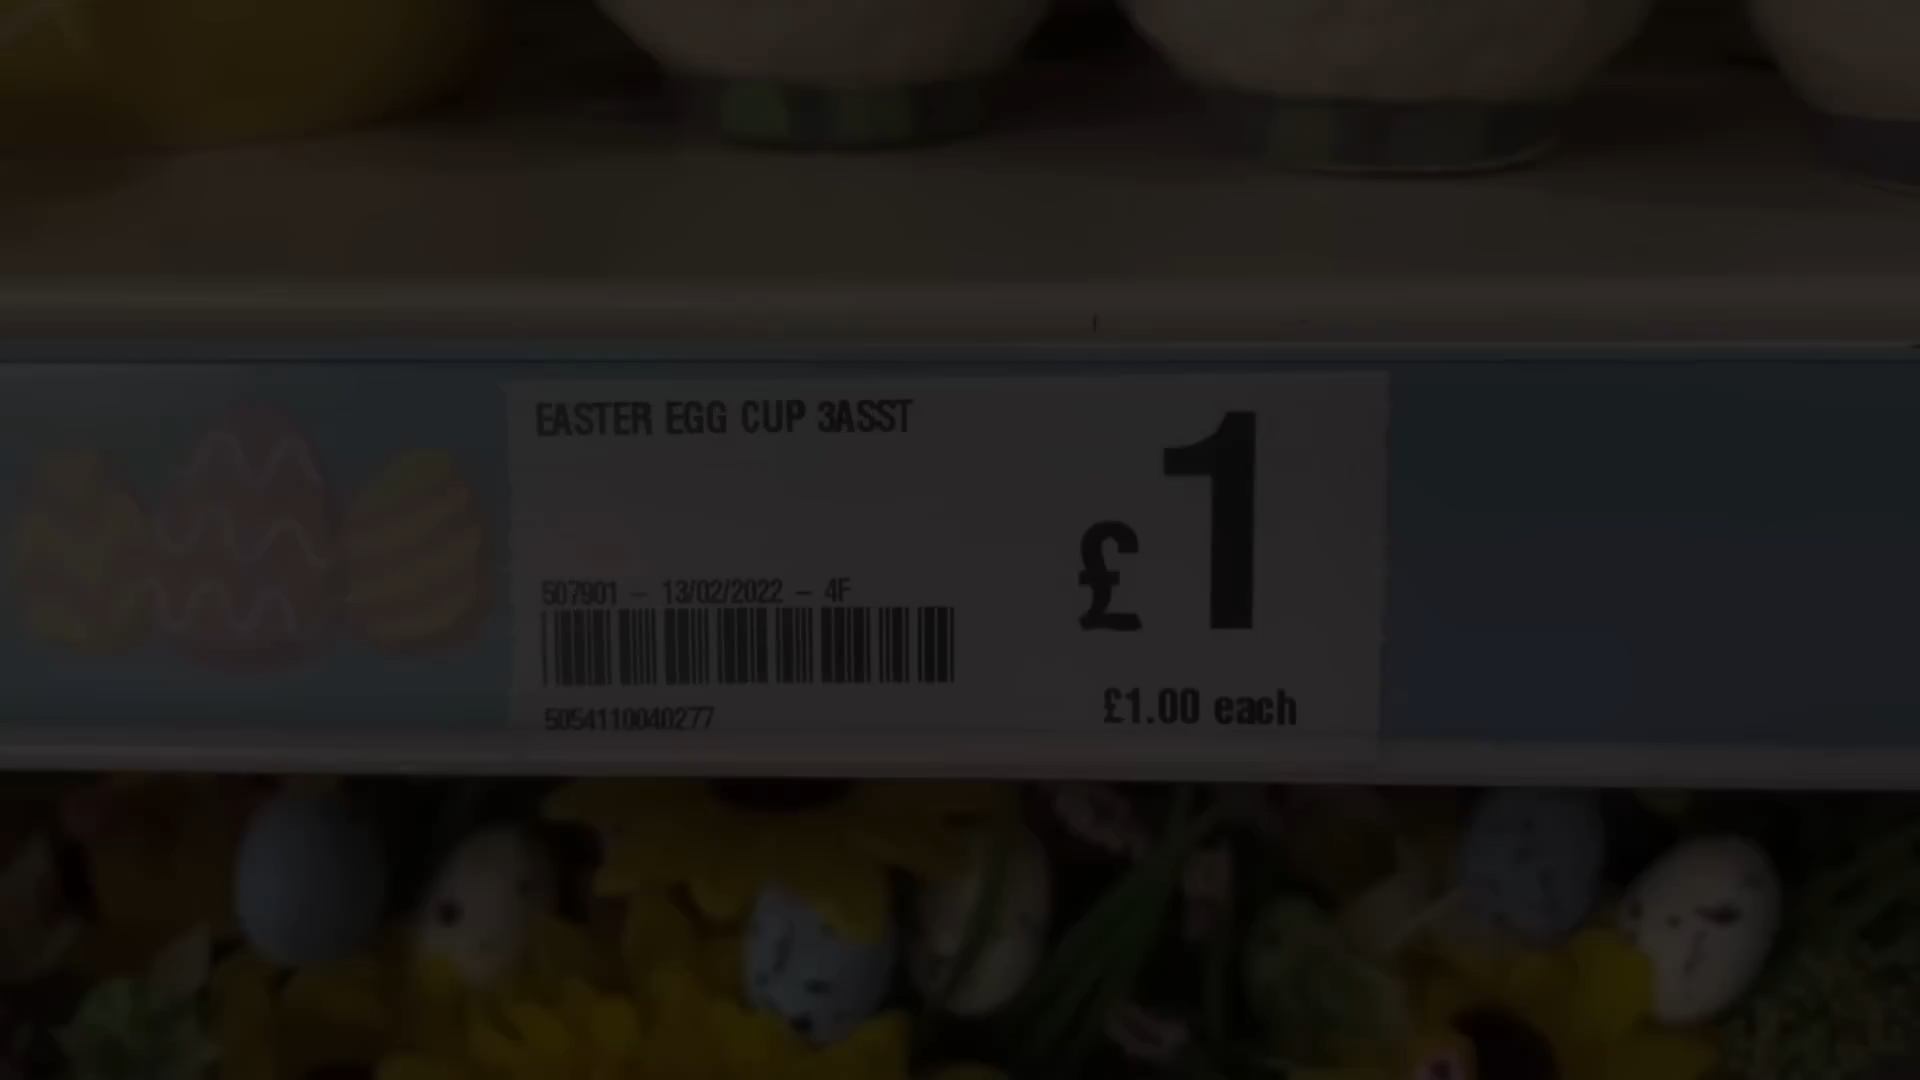 EASTER EGG CUP 3ASST
£1
507901 – 13/02/2022 – 4F
5054110040277
£1.00 each